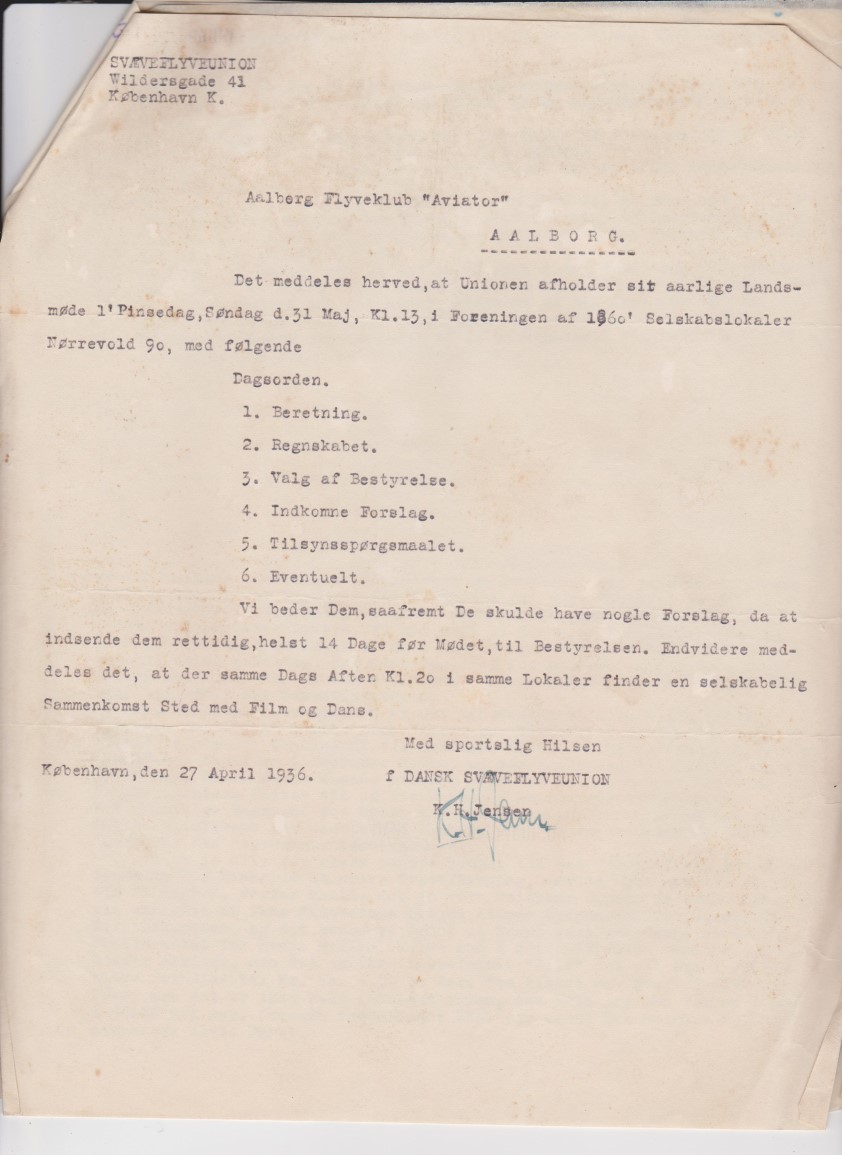 SVÆVEFLYVEUNION
Wildersgade 41
København K.
Aalberg Flyveklub "Aviator"
AALBORG.
Det meddeles herved,at Unionen afholder sit aarlige Lands-
møde 1'Pinsedag,Søndag d.31 Maj, Kl.13,i Foreningen af 1860' Selskabslokaler
Nørrevold 90, med følgende
Dagsorden.
1. Beretning.
2. Regnskabet.
3. Valg af Bestyrelse.
4. Indkomne Forslag.
5. Tilsynsspørgsmaalet.
6. Eventuelt.
Vi beder Dem,saafremt De skulde have nogle Forslag, da at
indsende dem rettidig,helst 14 Dage før Mødet,til Bestyrelsen. Endvidere med-
deles det, at der samme Dags Aften Kl.20 i samme Lokaler finder en selskabelig
Sammenkomst Sted med Film og Dans.
Med sportslig Hilsen
København,den 27 April 1936. f DANSK SVÆVEFLYVEUNION
K.H.Jensen
K.H.Jensen